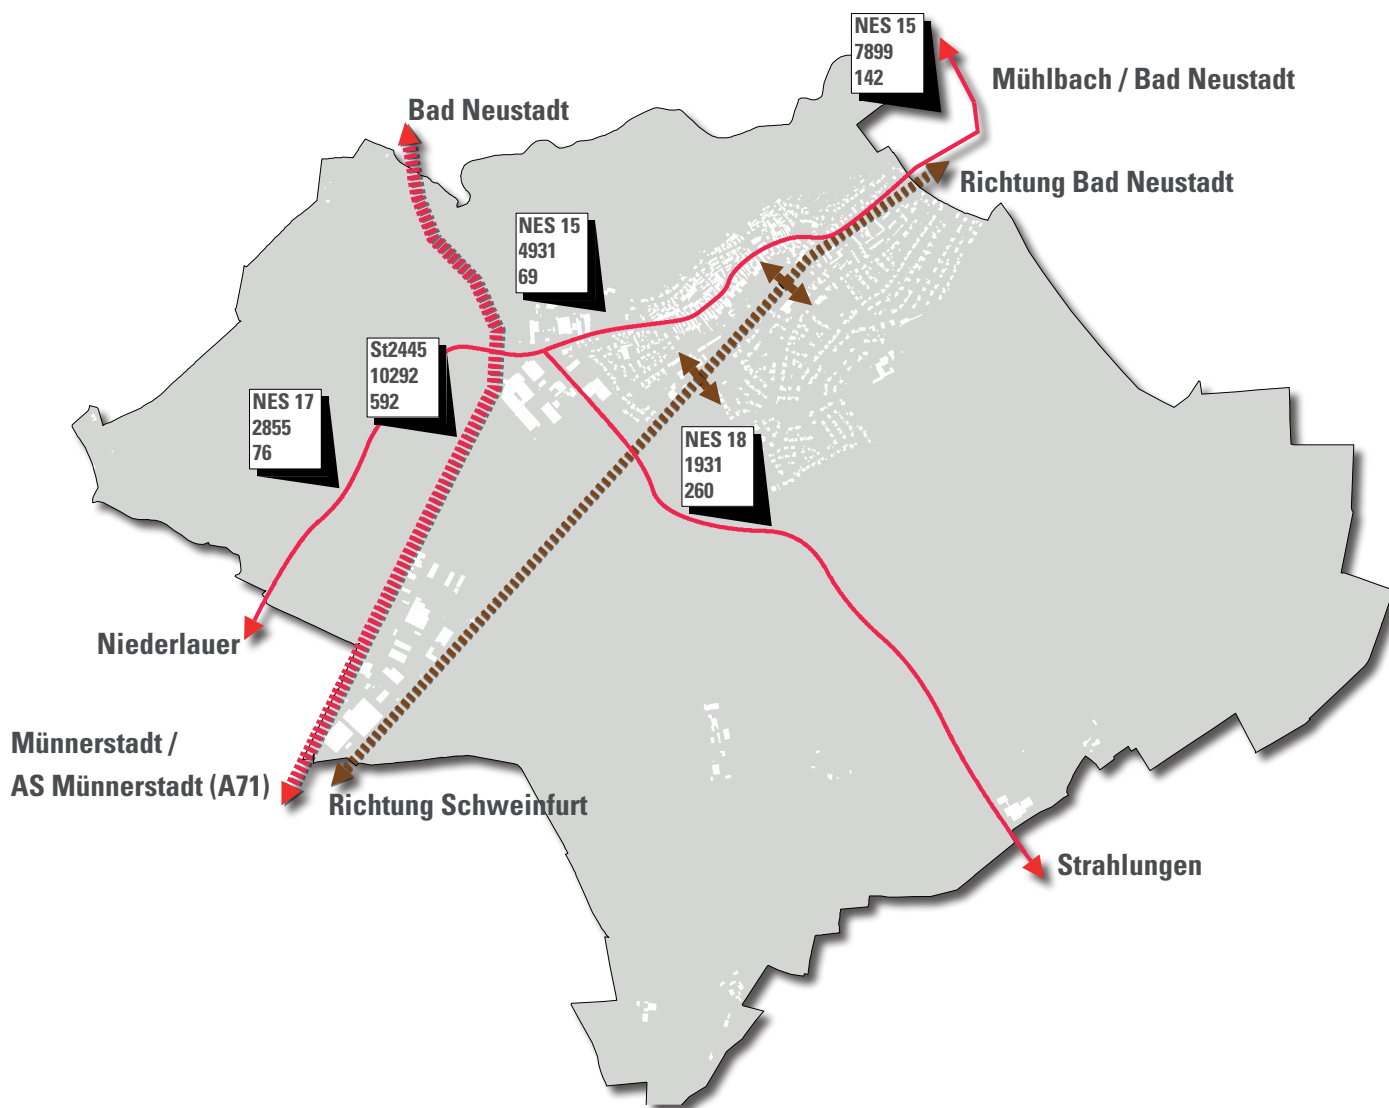 NES 15
7899
142
Mühlbach / Bad Neustadt
Bad Neustadt
Richtung Bad Neustadt
NES 15
4931
69
St2445
10292
592
NES 17
2855
76
NES 18
1931
260
Niederlauer
Münnerstadt /
AS Münnerstadt (A71)
Richtung Schweinfurt
Strahlungen